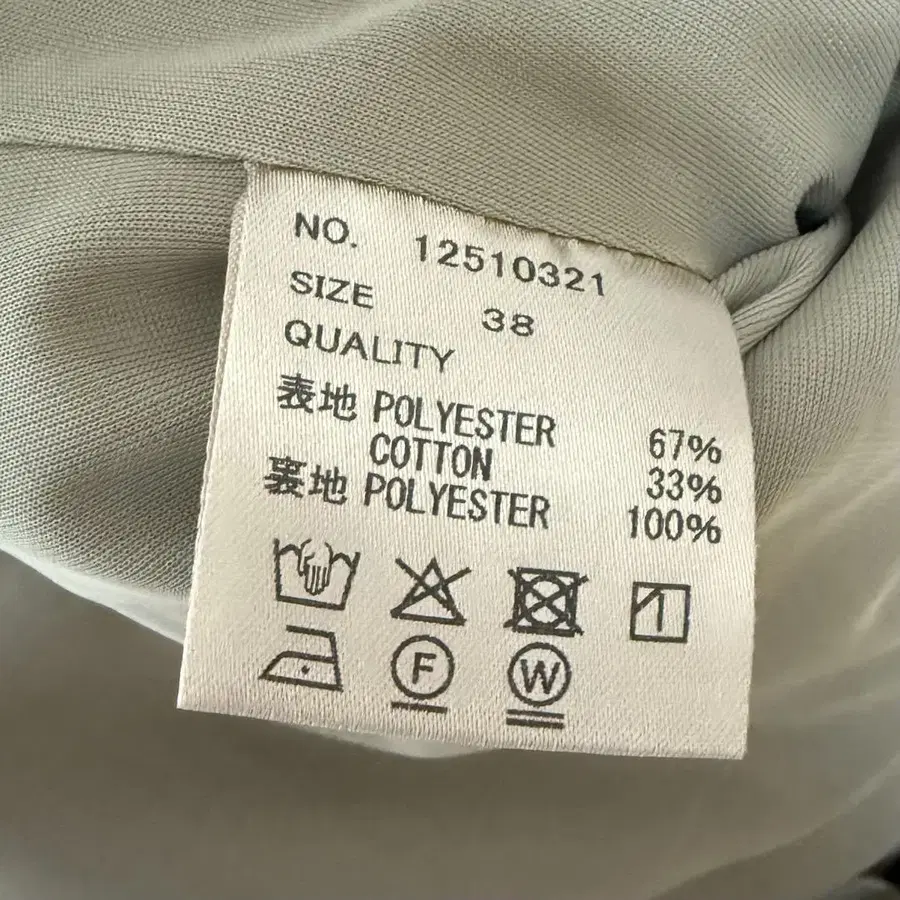 NO. 12510321
SIZE 38
QUALITY
表地 POLYESTER 67%
COTTON 33%
裏地 POLYESTER 100%
F
W